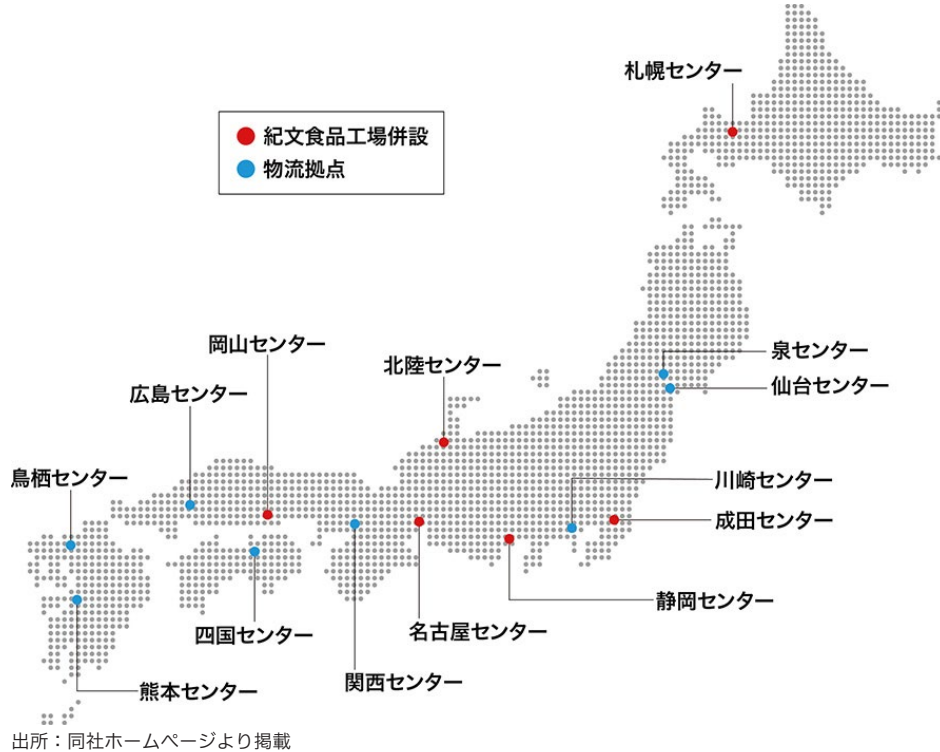 札幌センター
紀文食品工場併設
物流拠点
岡山センター
泉センター
北陸センター
仙台センター
広島センター
鳥栖センター
川崎センター
成田センター
静岡センター
四国センター
名古屋センター
関西センター
熊本センター
出所：同社ホームページより掲載